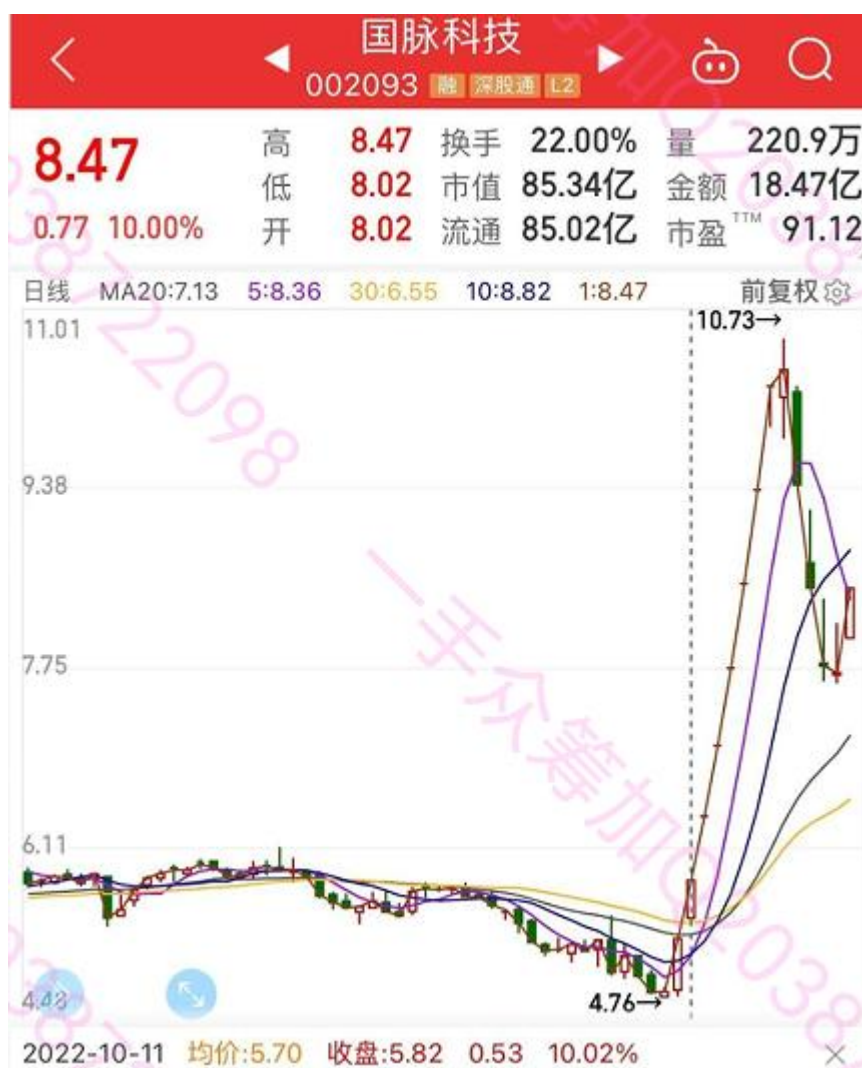 国脉科技
002093 融 深股通 L2
8.47
0.77 10.00%
高 8.47 换手 22.00% 量 220.9万
低 8.02 市值 85.34亿 金额 18.47亿
开 8.02 流通 85.02亿 市盈TTM 91.12
日线 MA20:7.13 5:8.36 30:6.55 10:8.82 1:8.47 前复权
11.01
10.73→
9.38
7.75
6.11
4.76→
4.48
2022-10-11 均价:5.70 收盘:5.82 0.53 10.02% ×
一手众筹加Q2038